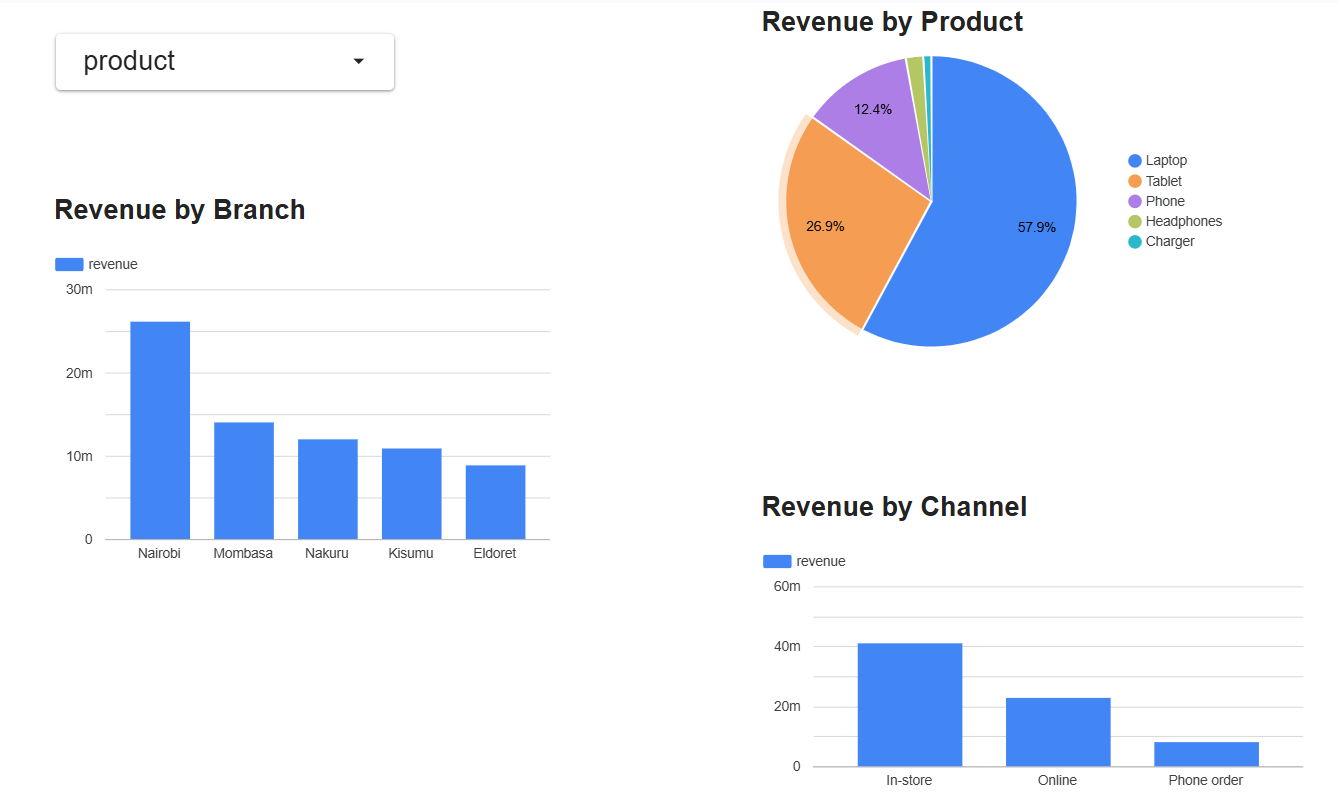 product
Revenue by Branch
revenue
30m
20m
10m
0
Nairobi Mombasa Nakuru Kisumu Eldoret
Revenue by Product
12.4%
26.9%
57.9%
Laptop
Tablet
Phone
Headphones
Charger
Revenue by Channel
revenue
60m
40m
20m
0
In-store Online Phone order